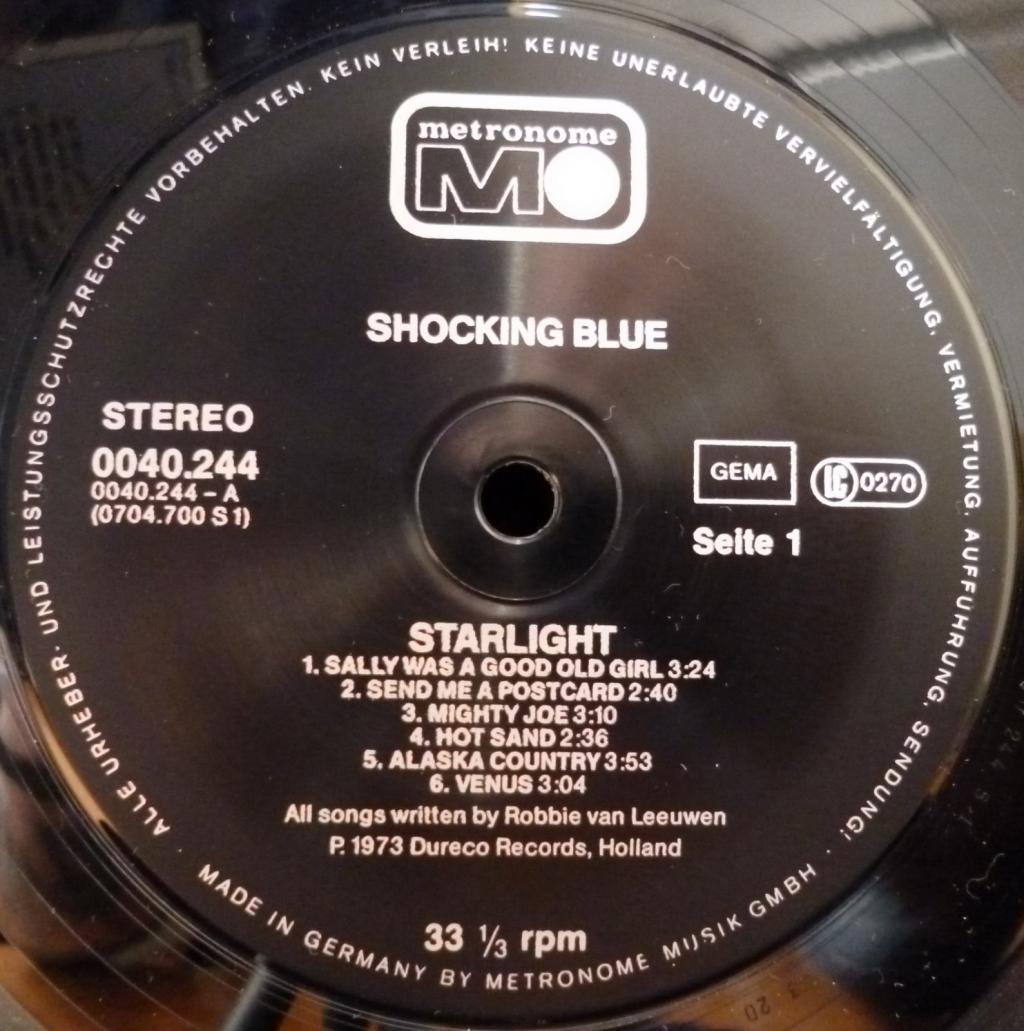 ALLE URHEBER- UND LEISTUNGSSCHUTZRECHTE VORBEHALTEN. KEIN VERLEIH! KEINE UNERLAUBTE VERVIELFÄLTIGUNG, VERMIETUNG, AUFFÜHRUNG, SENDUNG!
metronome
MO
SHOCKING BLUE
STEREO
0040.244
0040.244 – A
(0704.700 S 1)
GEMA
LC 0270
Seite 1
STARLIGHT
1. SALLY WAS A GOOD OLD GIRL 3:24
2. SEND ME A POSTCARD 2:40
3. MIGHTY JOE 3:10
4. HOT SAND 2:36
5. ALASKA COUNTRY 3:53
6. VENUS 3:04
All songs written by Robbie van Leeuwen
P. 1973 Dureco Records, Holland
33 ⅓ rpm
MADE IN GERMANY BY METRONOME MUSIK GMBH ·